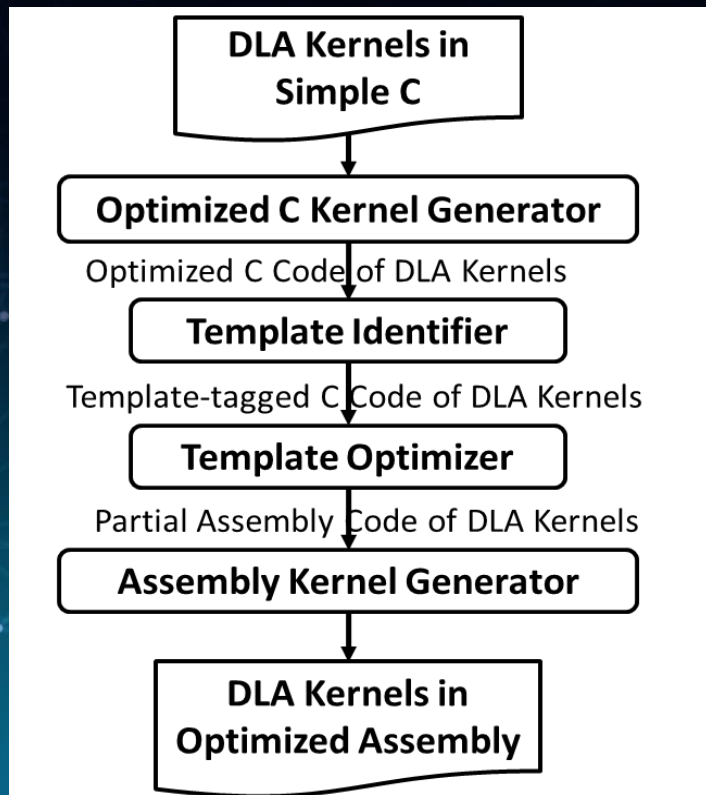 DLA Kernels in
Simple C
Optimized C Kernel Generator
Optimized C Code of DLA Kernels
Template Identifier
Template-tagged C Code of DLA Kernels
Template Optimizer
Partial Assembly Code of DLA Kernels
Assembly Kernel Generator
DLA Kernels in
Optimized Assembly